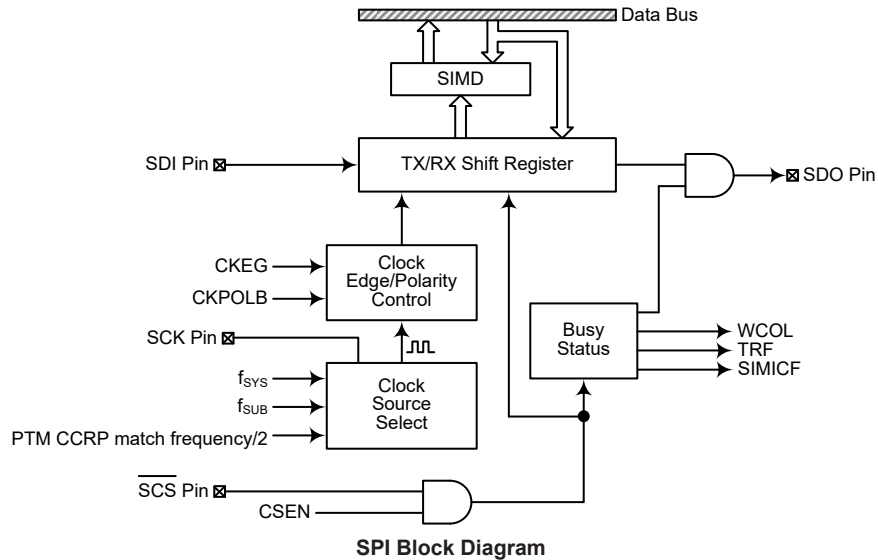 Data Bus
SIMD
SDI Pin
TX/RX Shift Register
SDO Pin
CKEG
CKPOLB
Clock
Edge/Polarity
Control
SCK Pin
Busy
Status
WCOL
TRF
SIMICF
fSYS
fSUB
PTM CCRP match frequency/2
Clock
Source
Select
SCS Pin
CSEN
SPI Block Diagram